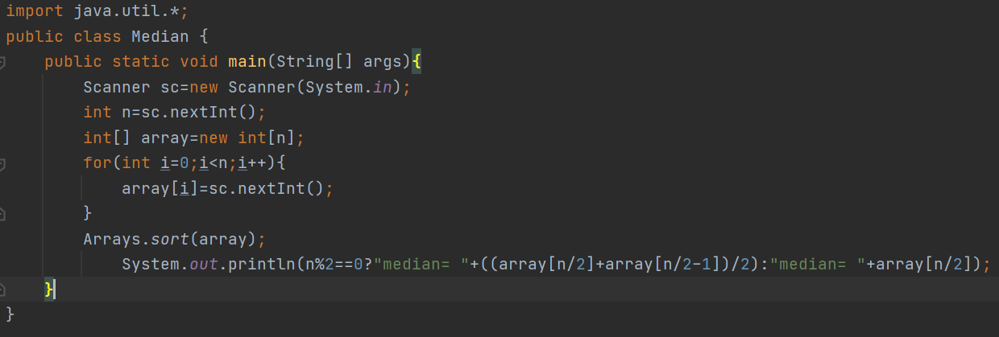 import java.util.*;
public class Median {
    public static void main(String[] args){
        Scanner sc=new Scanner(System.in);
        int n=sc.nextInt();
        int[] array=new int[n];
        for(int i=0;i<n;i++){
            array[i]=sc.nextInt();
        }
        Arrays.sort(array);
            System.out.println(n%2==0?"median= "+((array[n/2]+array[n/2-1])/2):"median= "+array[n/2]);
    }
}